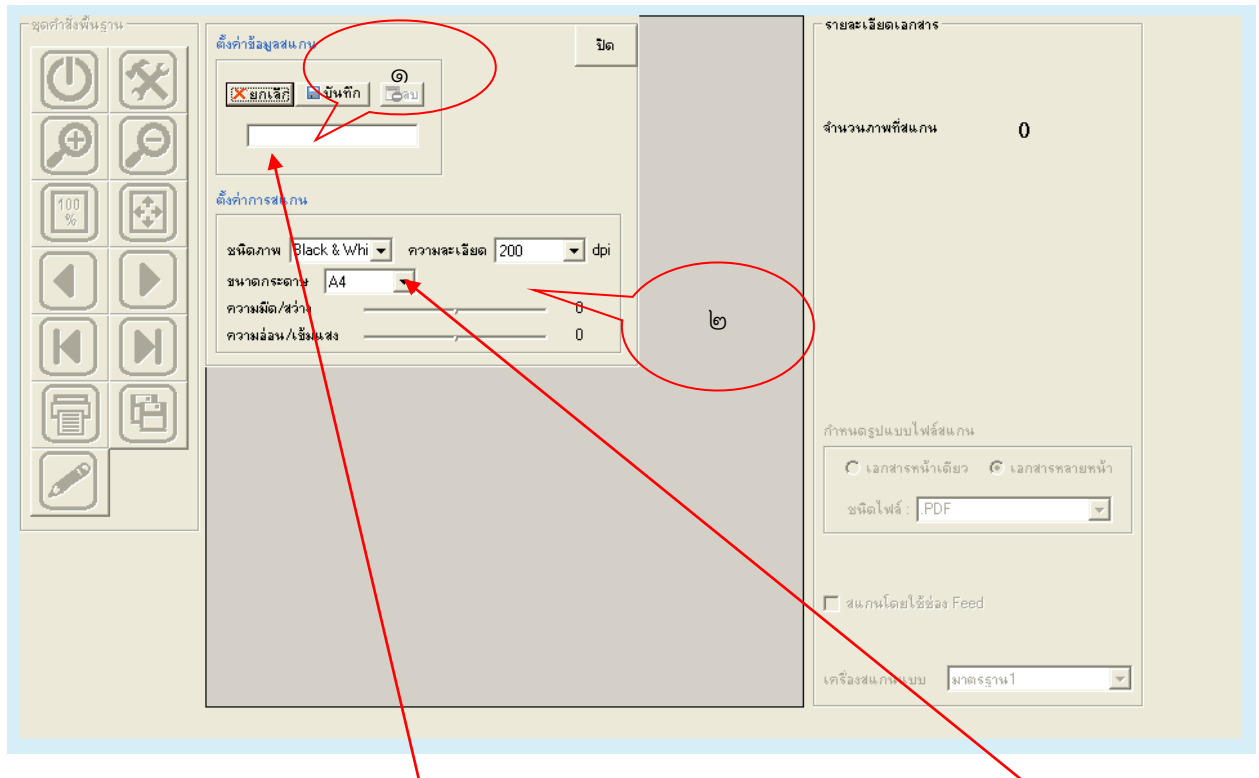 ชุดคำสั่งพื้นฐาน
100
%
ตั้งค่าข้อมูลสแกน
ปิด
๑
ยกเลิก บันทึก ลบ
ตั้งค่าการสแกน
ชนิดภาพ Black & Whi ความละเอียด 200 dpi
ขนาดกระดาษ A4
ความมืด/สว่าง 0
ความอ่อน/เข้มแสง 0
๒
รายละเอียดเอกสาร
จำนวนภาพที่สแกน 0
กำหนดรูปแบบไฟล์สแกน
เอกสารหน้าเดียว เอกสารหลายหน้า
ชนิดไฟล์ : .PDF
สแกนโดยใช้ช่อง Feed
เครื่องสแกนแบบ มาตรฐาน1